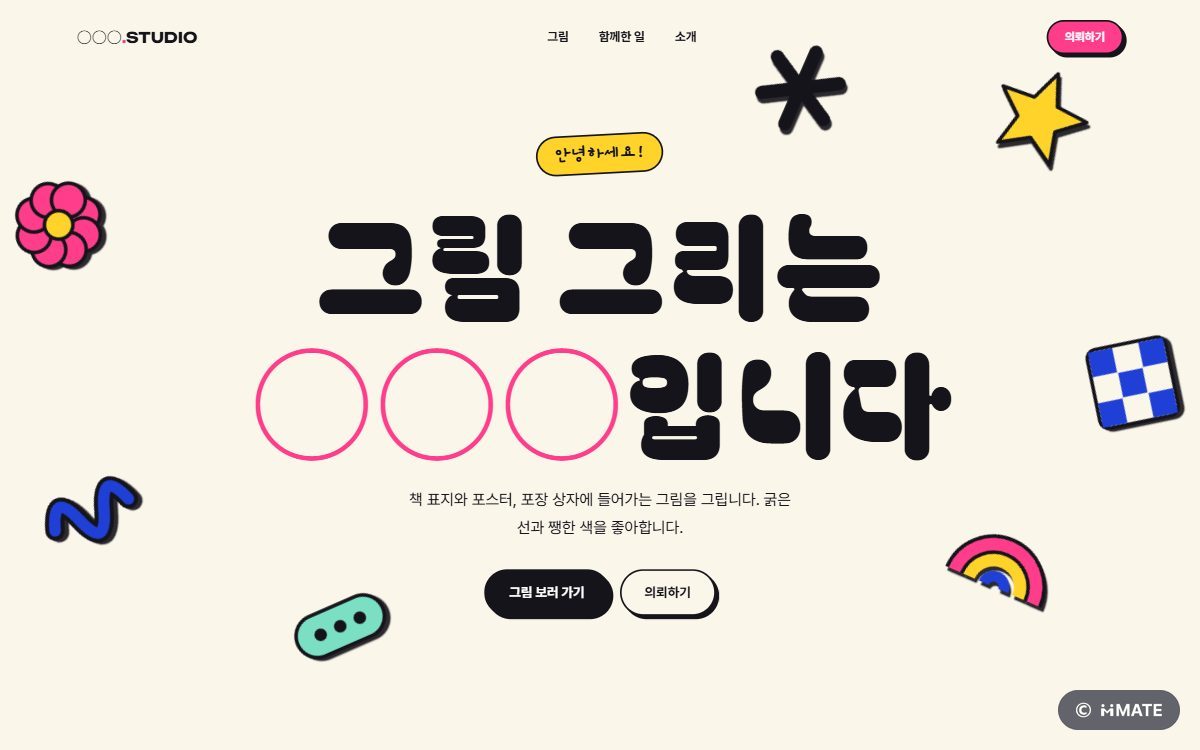 ○○○.STUDIO
그림 함께한 일 소개
의뢰하기
안녕하세요!
그림 그리는
○○○입니다
책 표지와 포스터, 포장 상자에 들어가는 그림을 그립니다. 굵은
선과 쨍한 색을 좋아합니다.
그림 보러 가기
의뢰하기
© MATE